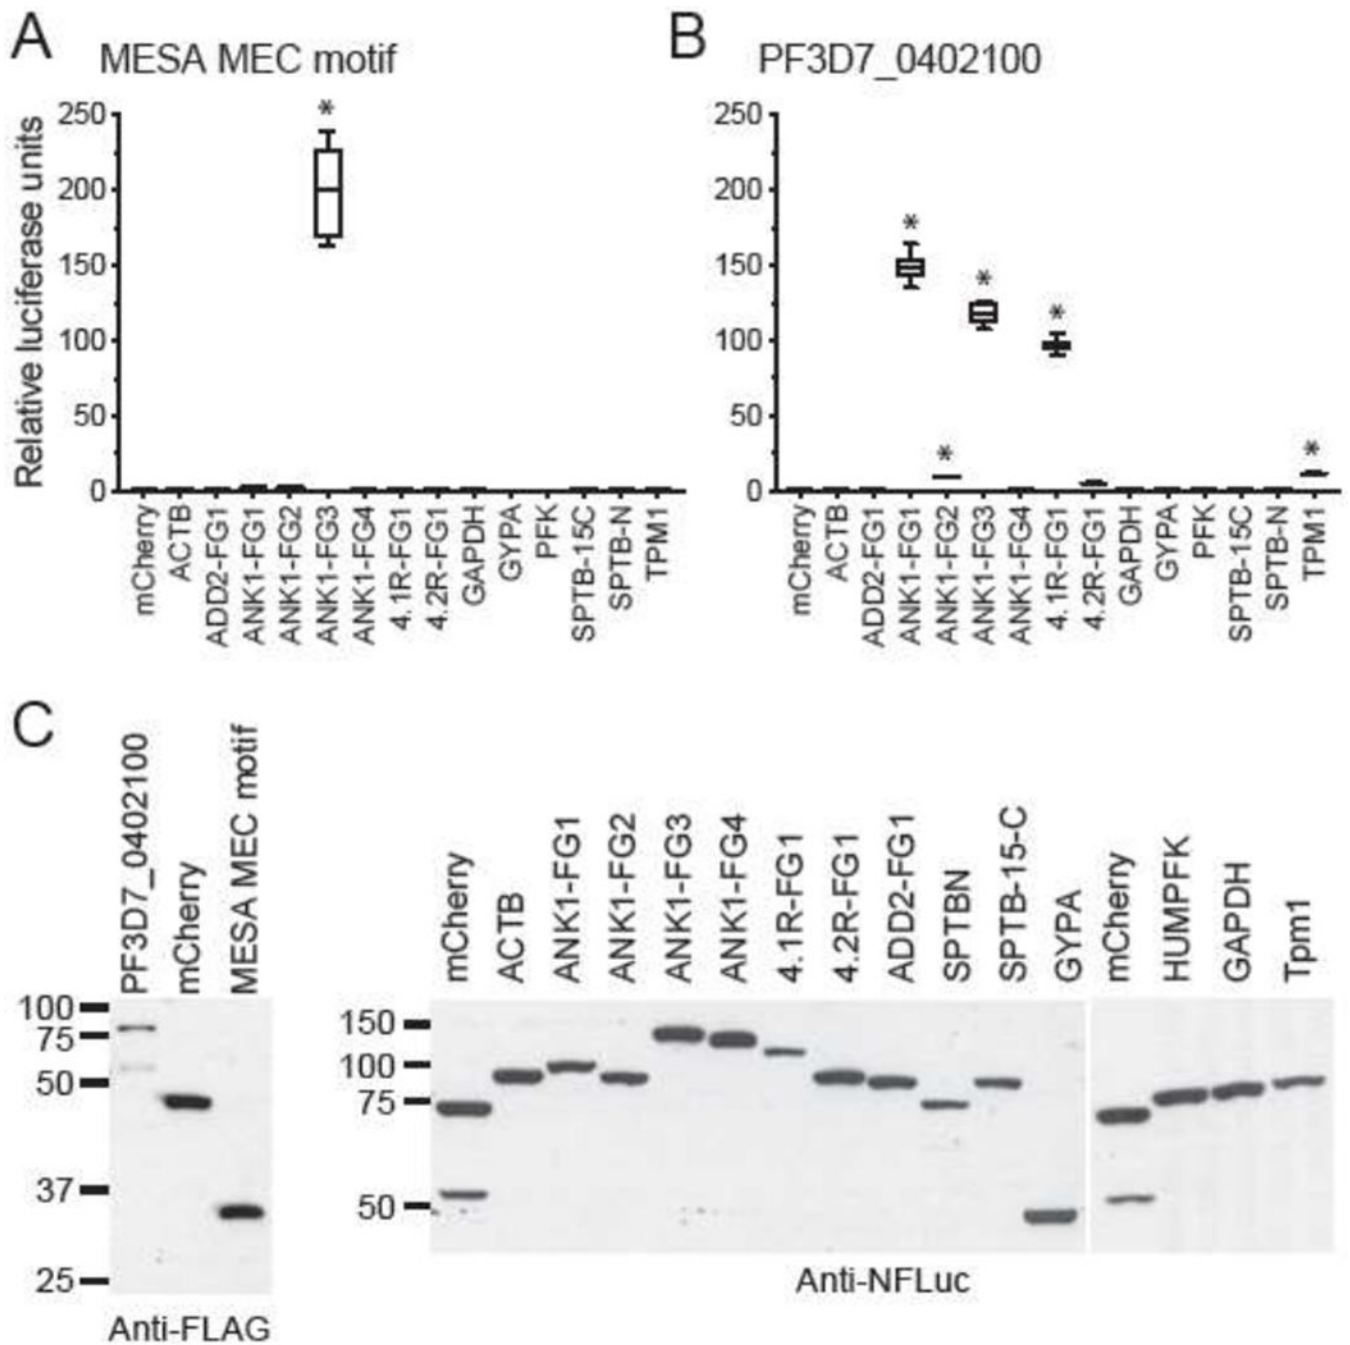 A
MESA MEC motif
Relative luciferase units
250
200
150
100
50
0
*
mCherry
ACTB
ADD2-FG1
ANK1-FG1
ANK1-FG2
ANK1-FG3
ANK1-FG4
4.1R-FG1
4.2R-FG1
GAPDH
GYPA
PFK
SPTB-15C
SPTB-N
TPM1
B
PF3D7_0402100
250
200
150
100
50
0
*
*
*
*
*
mCherry
ACTB
ADD2-FG1
ANK1-FG1
ANK1-FG2
ANK1-FG3
ANK1-FG4
4.1R-FG1
4.2R-FG1
GAPDH
GYPA
PFK
SPTB-15C
SPTB-N
TPM1
C
PF3D7_0402100
mCherry
MESA MEC motif
100
75
50
37
25
Anti-FLAG
mCherry
ACTB
ANK1-FG1
ANK1-FG2
ANK1-FG3
ANK1-FG4
4.1R-FG1
4.2R-FG1
ADD2-FG1
SPTBN
SPTB-15-C
GYPA
mCherry
HUMPFK
GAPDH
Tpm1
150
100
75
50
Anti-NFLuc